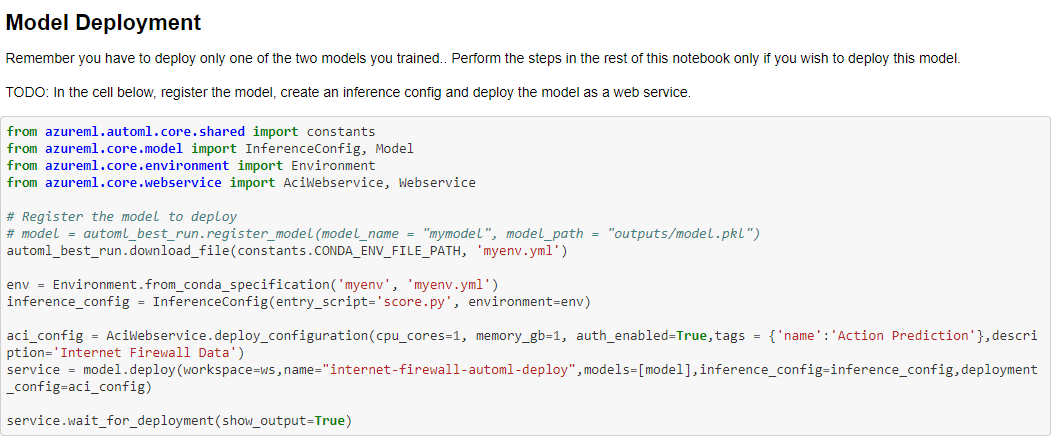 Model Deployment
Remember you have to deploy only one of the two models you trained.. Perform the steps in the rest of this notebook only if you wish to deploy this model.
TODO: In the cell below, register the model, create an inference config and deploy the model as a web service.
from azureml.automl.core.shared import constants
from azureml.core.model import InferenceConfig, Model
from azureml.core.environment import Environment
from azureml.core.webservice import AciWebservice, Webservice
# Register the model to deploy
# model = automl_best_run.register_model(model_name = "mymodel", model_path = "outputs/model.pkl")
automl_best_run.download_file(constants.CONDA_ENV_FILE_PATH, 'myenv.yml')
env = Environment.from_conda_specification('myenv', 'myenv.yml')
inference_config = InferenceConfig(entry_script='score.py', environment=env)
aci_config = AciWebservice.deploy_configuration(cpu_cores=1, memory_gb=1, auth_enabled=True,tags = {'name':'Action Prediction'},descri
ption='Internet Firewall Data')
service = model.deploy(workspace=ws,name="internet-firewall-automl-deploy",models=[model],inference_config=inference_config,deployment
_config=aci_config)
service.wait_for_deployment(show_output=True)